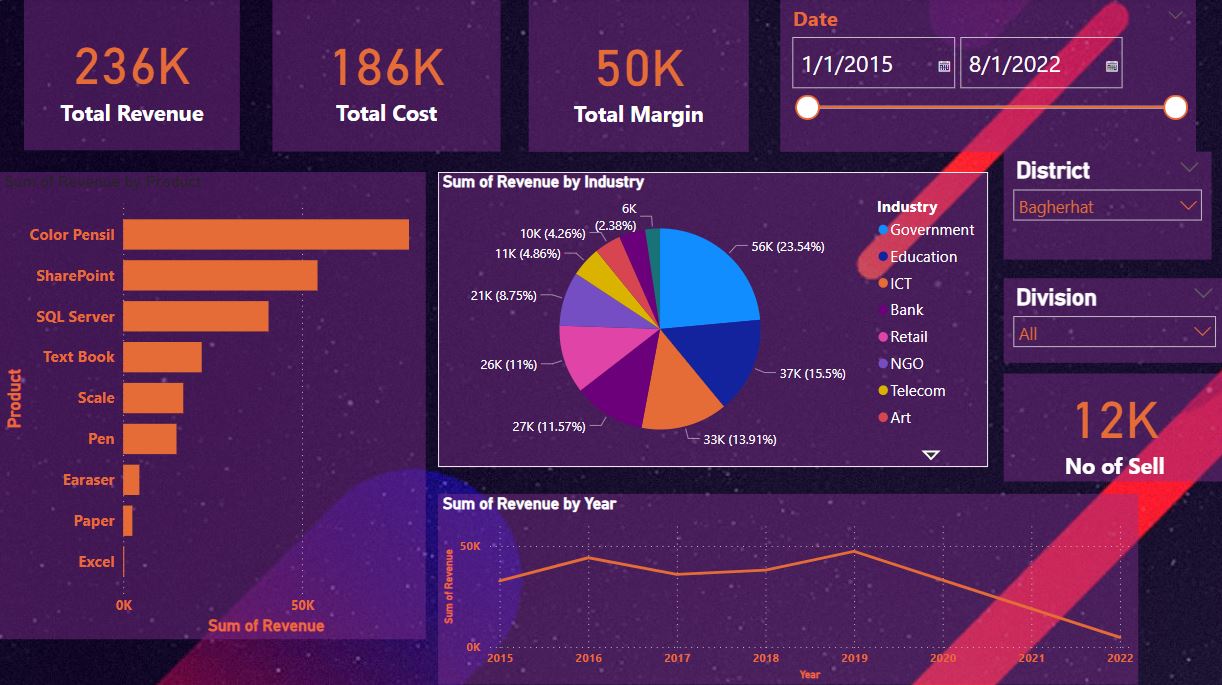 236K
Total Revenue
186K
Total Cost
50K
Total Margin
Date
1/1/2015
8/1/2022
District
Bagherhat
Division
All
12K
No of Sell
Sum of Revenue by Product
Product
Color Pensil
SharePoint
SQL Server
Text Book
Scale
Pen
Earaser
Paper
Excel
0K
50K
Sum of Revenue
Sum of Revenue by Industry
56K (23.54%)
37K (15.5%)
33K (13.91%)
27K (11.57%)
26K (11%)
21K (8.75%)
11K (4.86%)
10K (4.26%)
6K
(2.38%)
Industry
Government
Education
ICT
Bank
Retail
NGO
Telecom
Art
Sum of Revenue by Year
Sum of Revenue
50K
0K
2015
2016
2017
2018
2019
2020
2021
2022
Year